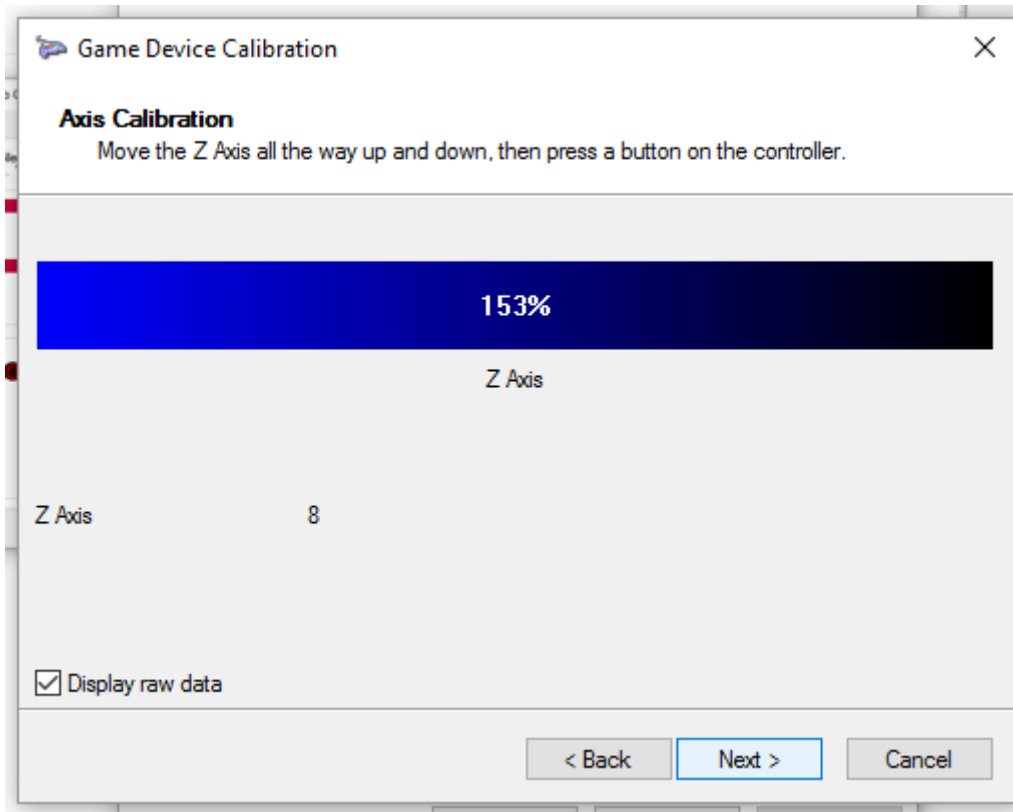 Game Device Calibration
Axis Calibration
Move the Z Axis all the way up and down, then press a button on the controller.
153%
Z Axis
Z Axis 8
Display raw data
< Back Next > Cancel